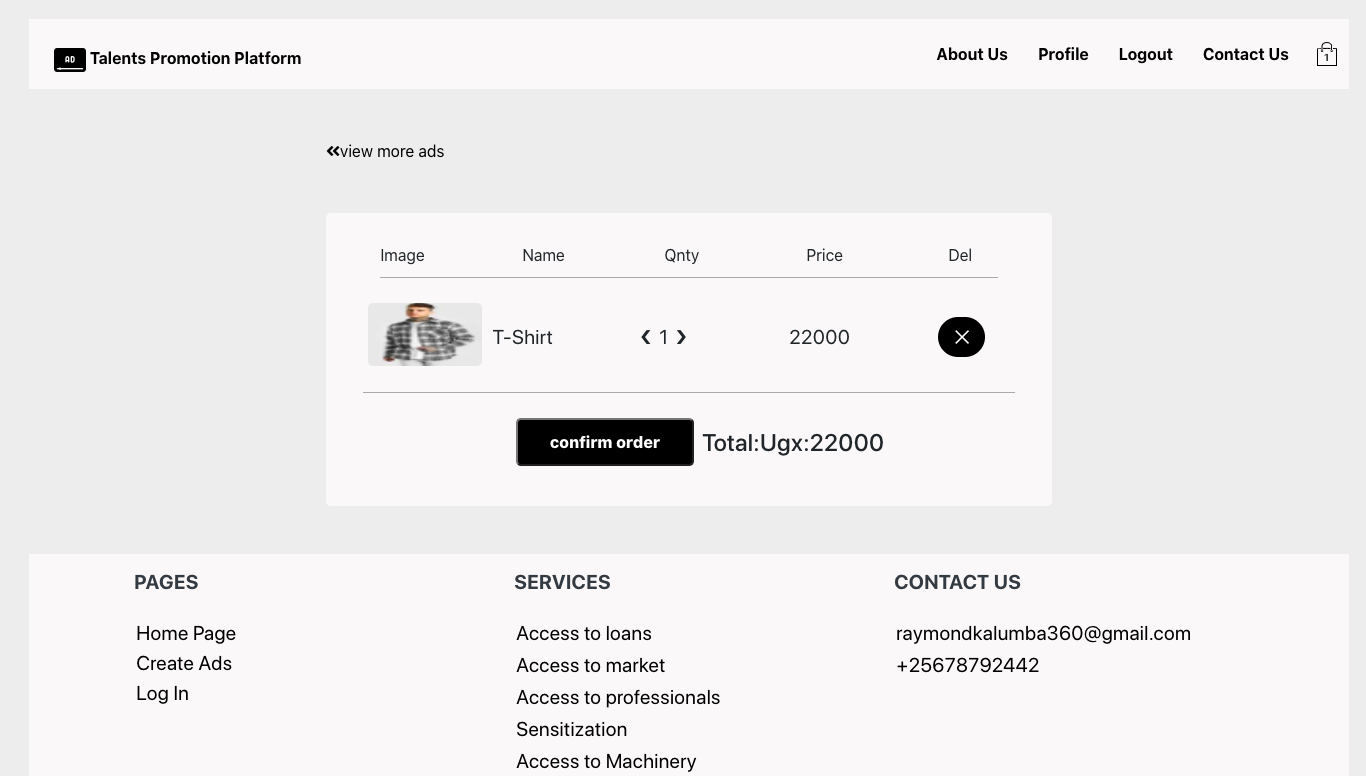 AD Talents Promotion Platform About Us Profile Logout Contact Us 1
view more ads
Image Name Qnty Price Del
T-Shirt 1 22000
confirm order Total:Ugx:22000
PAGES SERVICES CONTACT US
Home Page Access to loans raymondkalumba360@gmail.com
Create Ads Access to market +25678792442
Log In Access to professionals
Sensitization
Access to Machinery